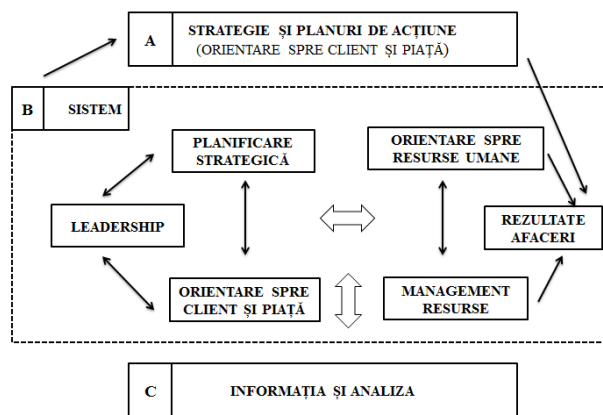 A
STRATEGIE ȘI PLANURI DE ACȚIUNE
(ORIENTARE SPRE CLIENT ȘI PIAȚĂ)
B
SISTEM
PLANIFICARE
STRATEGICĂ
ORIENTARE SPRE
RESURSE UMANE
LEADERSHIP
REZULTATE
AFACERI
ORIENTARE SPRE
CLIENT ȘI PIAȚĂ
MANAGEMENT
RESURSE
C
INFORMAȚIA ȘI ANALIZA